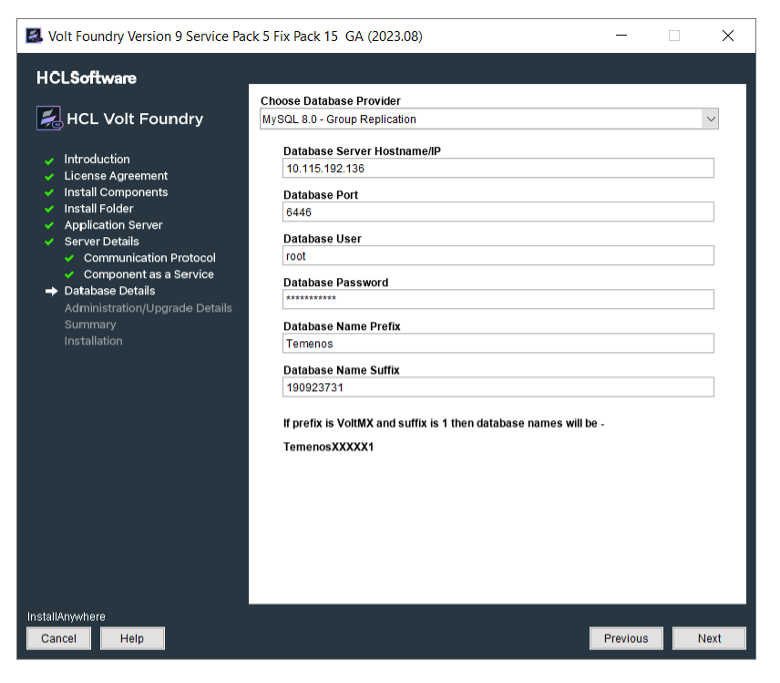 Volt Foundry Version 9 Service Pack 5 Fix Pack 15  GA (2023.08)
HCLSoftware
HCL Volt Foundry
Introduction
License Agreement
Install Components
Install Folder
Application Server
Server Details
Communication Protocol
Component as a Service
Database Details
Administration/Upgrade Details
Summary
Installation
Choose Database Provider
MySQL 8.0 - Group Replication
Database Server Hostname/IP
10.115.192.136
Database Port
6446
Database User
root
Database Password
***********
Database Name Prefix
Temenos
Database Name Suffix
190923731
If prefix is VoltMX and suffix is 1 then database names will be -
TemenosXXXXX1
InstallAnywhere
Cancel
Help
Previous
Next